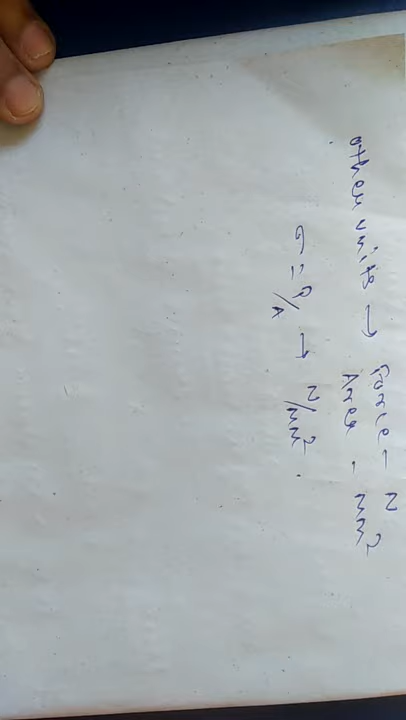 other units → Force - N
Area - mm²
σ = P/A → N/mm².